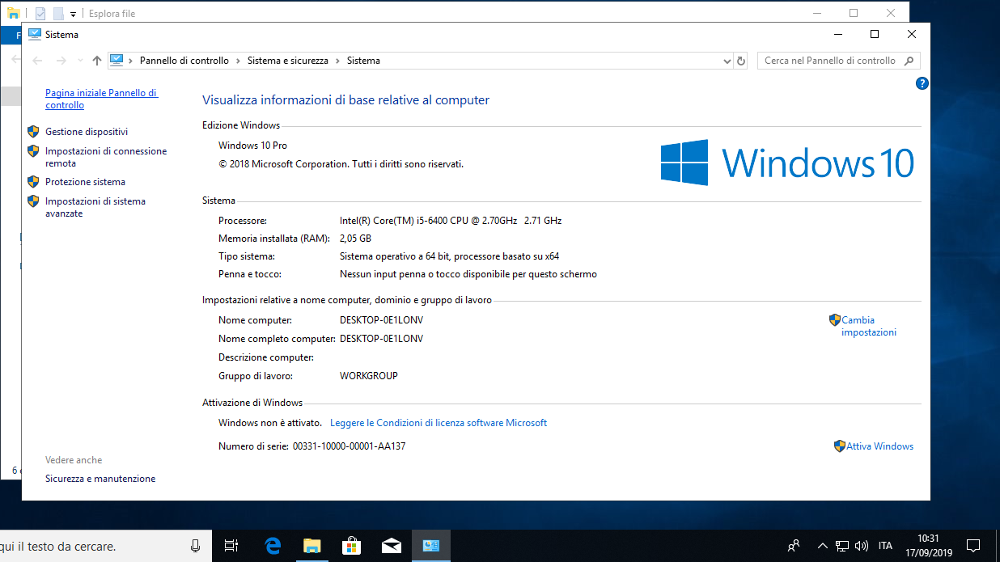 Esplora file
F
Sistema
Pannello di controllo
Sistema e sicurezza
Sistema
Cerca nel Pannello di controllo
?
Pagina iniziale Pannello di
controllo
Gestione dispositivi
Impostazioni di connessione
remota
Protezione sistema
Impostazioni di sistema
avanzate
Visualizza informazioni di base relative al computer
Edizione Windows
Windows 10 Pro
© 2018 Microsoft Corporation. Tutti i diritti sono riservati.
Windows 10
Sistema
Processore: Intel(R) Core(TM) i5-6400 CPU @ 2.70GHz 2.71 GHz
Memoria installata (RAM): 2,05 GB
Tipo sistema: Sistema operativo a 64 bit, processore basato su x64
Penna e tocco: Nessun input penna o tocco disponibile per questo schermo
Impostazioni relative a nome computer, dominio e gruppo di lavoro
Nome computer: DESKTOP-0E1LONV
Cambia
impostazioni
Nome completo computer: DESKTOP-0E1LONV
Descrizione computer:
Gruppo di lavoro: WORKGROUP
Attivazione di Windows
Windows non è attivato. Leggere le Condizioni di licenza software Microsoft
Numero di serie: 00331-10000-00001-AA137
Attiva Windows
Vedere anche
Sicurezza e manutenzione
6
qui il testo da cercare.
ITA
10:31
17/09/2019